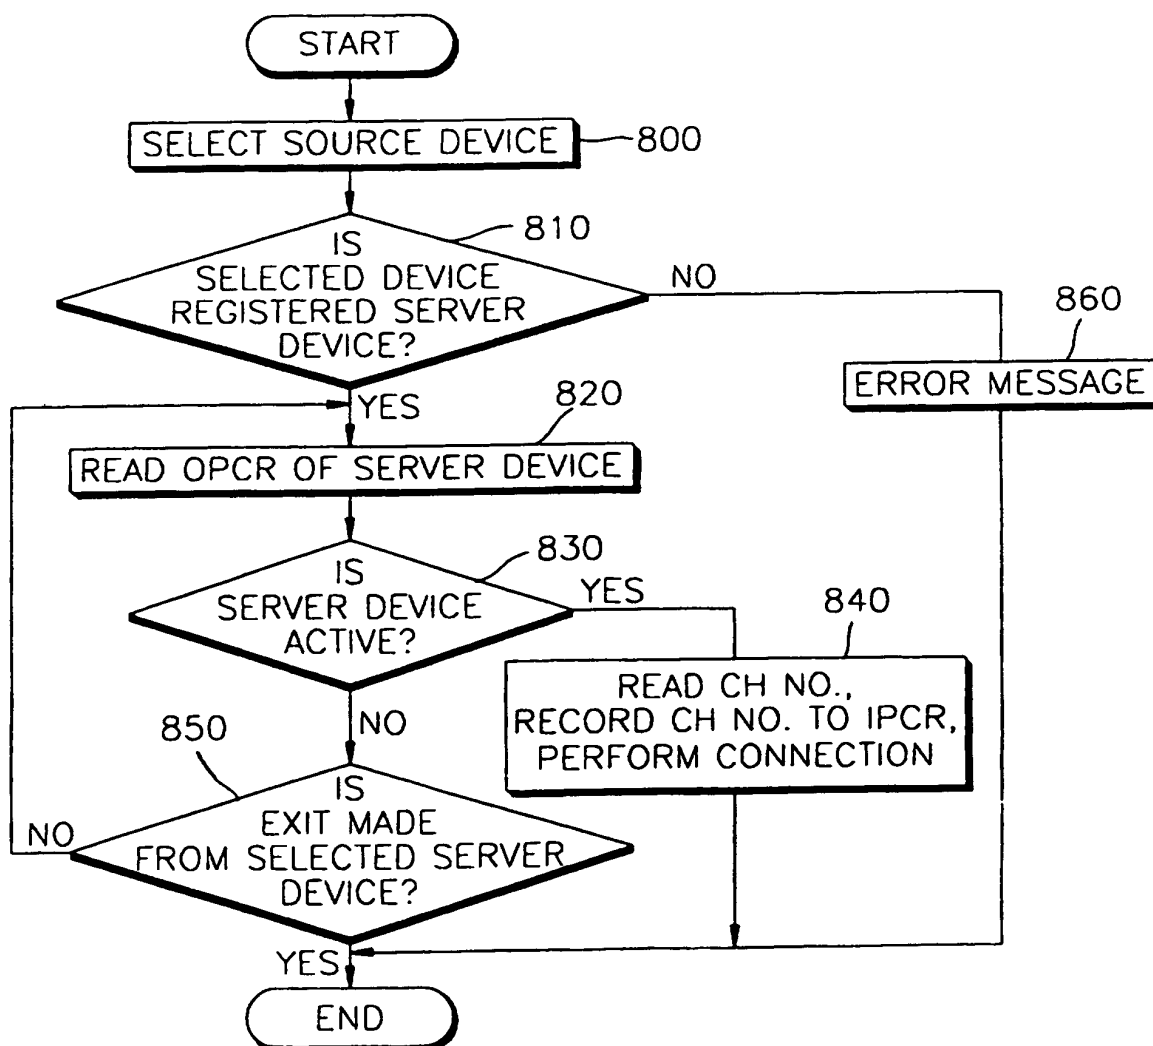 START
SELECT SOURCE DEVICE
800
IS
SELECTED DEVICE
REGISTERED SERVER
DEVICE?
810
NO
860
ERROR MESSAGE
YES
820
READ OPCR OF SERVER DEVICE
830
IS
SERVER DEVICE
ACTIVE?
YES
840
READ CH NO.,
RECORD CH NO. TO IPCR,
PERFORM CONNECTION
NO
850
IS
EXIT MADE
FROM SELECTED SERVER
DEVICE?
NO
YES
END